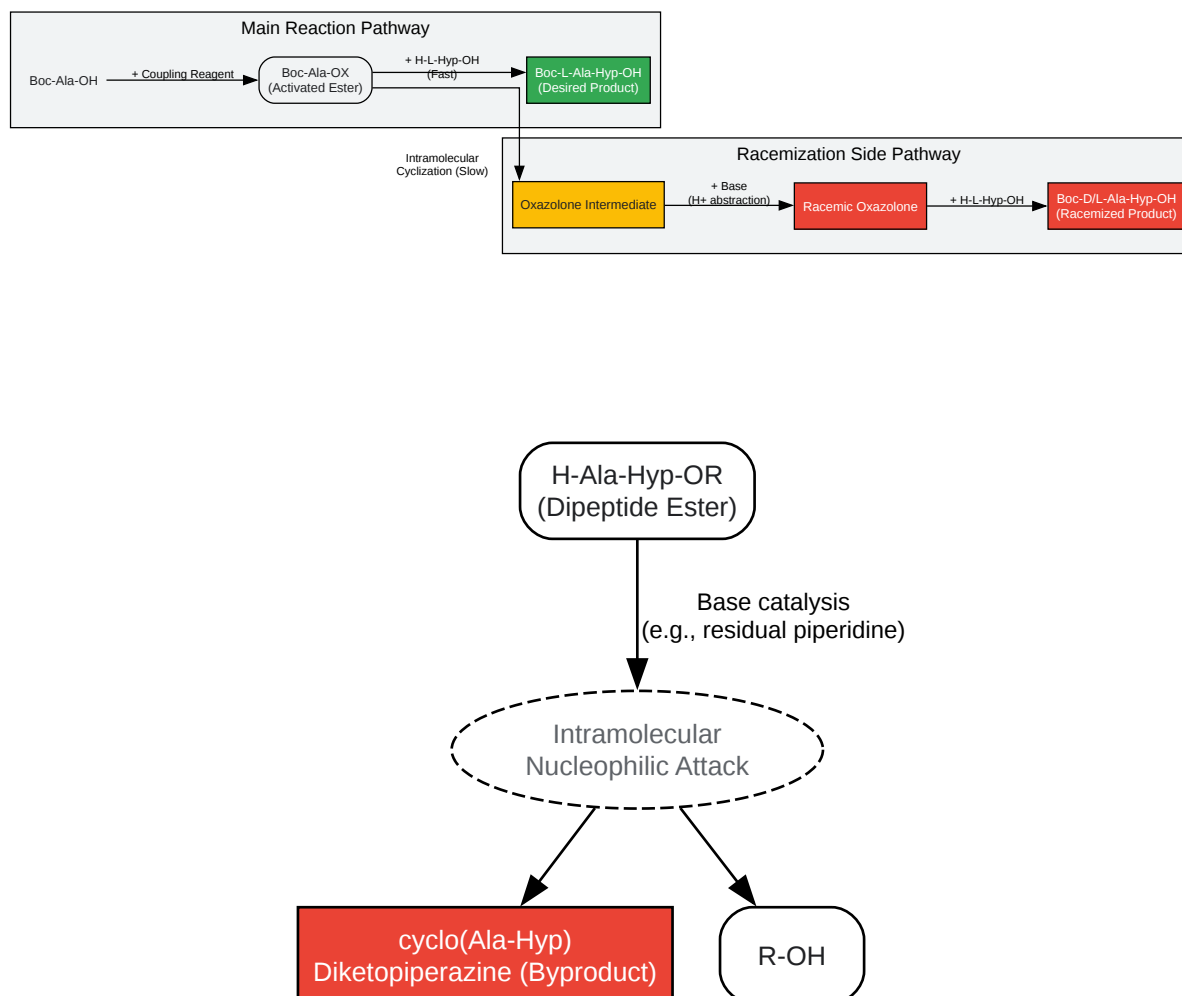 Main Reaction Pathway
Boc-Ala-OH
+ Coupling Reagent
Boc-Ala-OX
(Activated Ester)
+ H-L-Hyp-OH
(Fast)
Boc-L-Ala-Hyp-OH
(Desired Product)
Intramolecular
Cyclization (Slow)
Racemization Side Pathway
Oxazolone Intermediate
+ Base
(H+ abstraction)
Racemic Oxazolone
+ H-L-Hyp-OH
Boc-D/L-Ala-Hyp-OH
(Racemized Product)
H-Ala-Hyp-OR
(Dipeptide Ester)
Base catalysis
(e.g., residual piperidine)
Intramolecular
Nucleophilic Attack
cyclo(Ala-Hyp)
Diketopiperazine (Byproduct)
R-OH